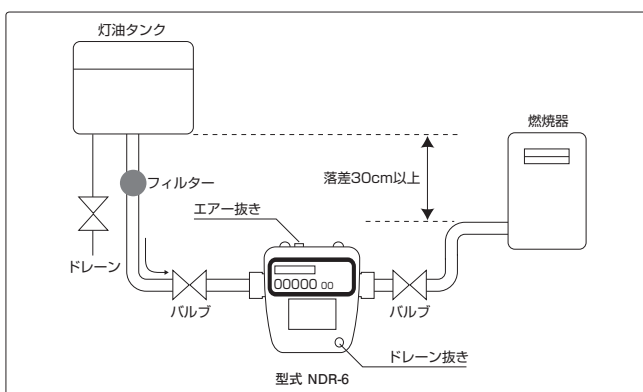 灯油タンク
燃焼器
フィルター
落差30cm以上
エアー抜き
ドレーン
00000 00
バルブ
バルブ
ドレーン抜き
型式 NDR-6